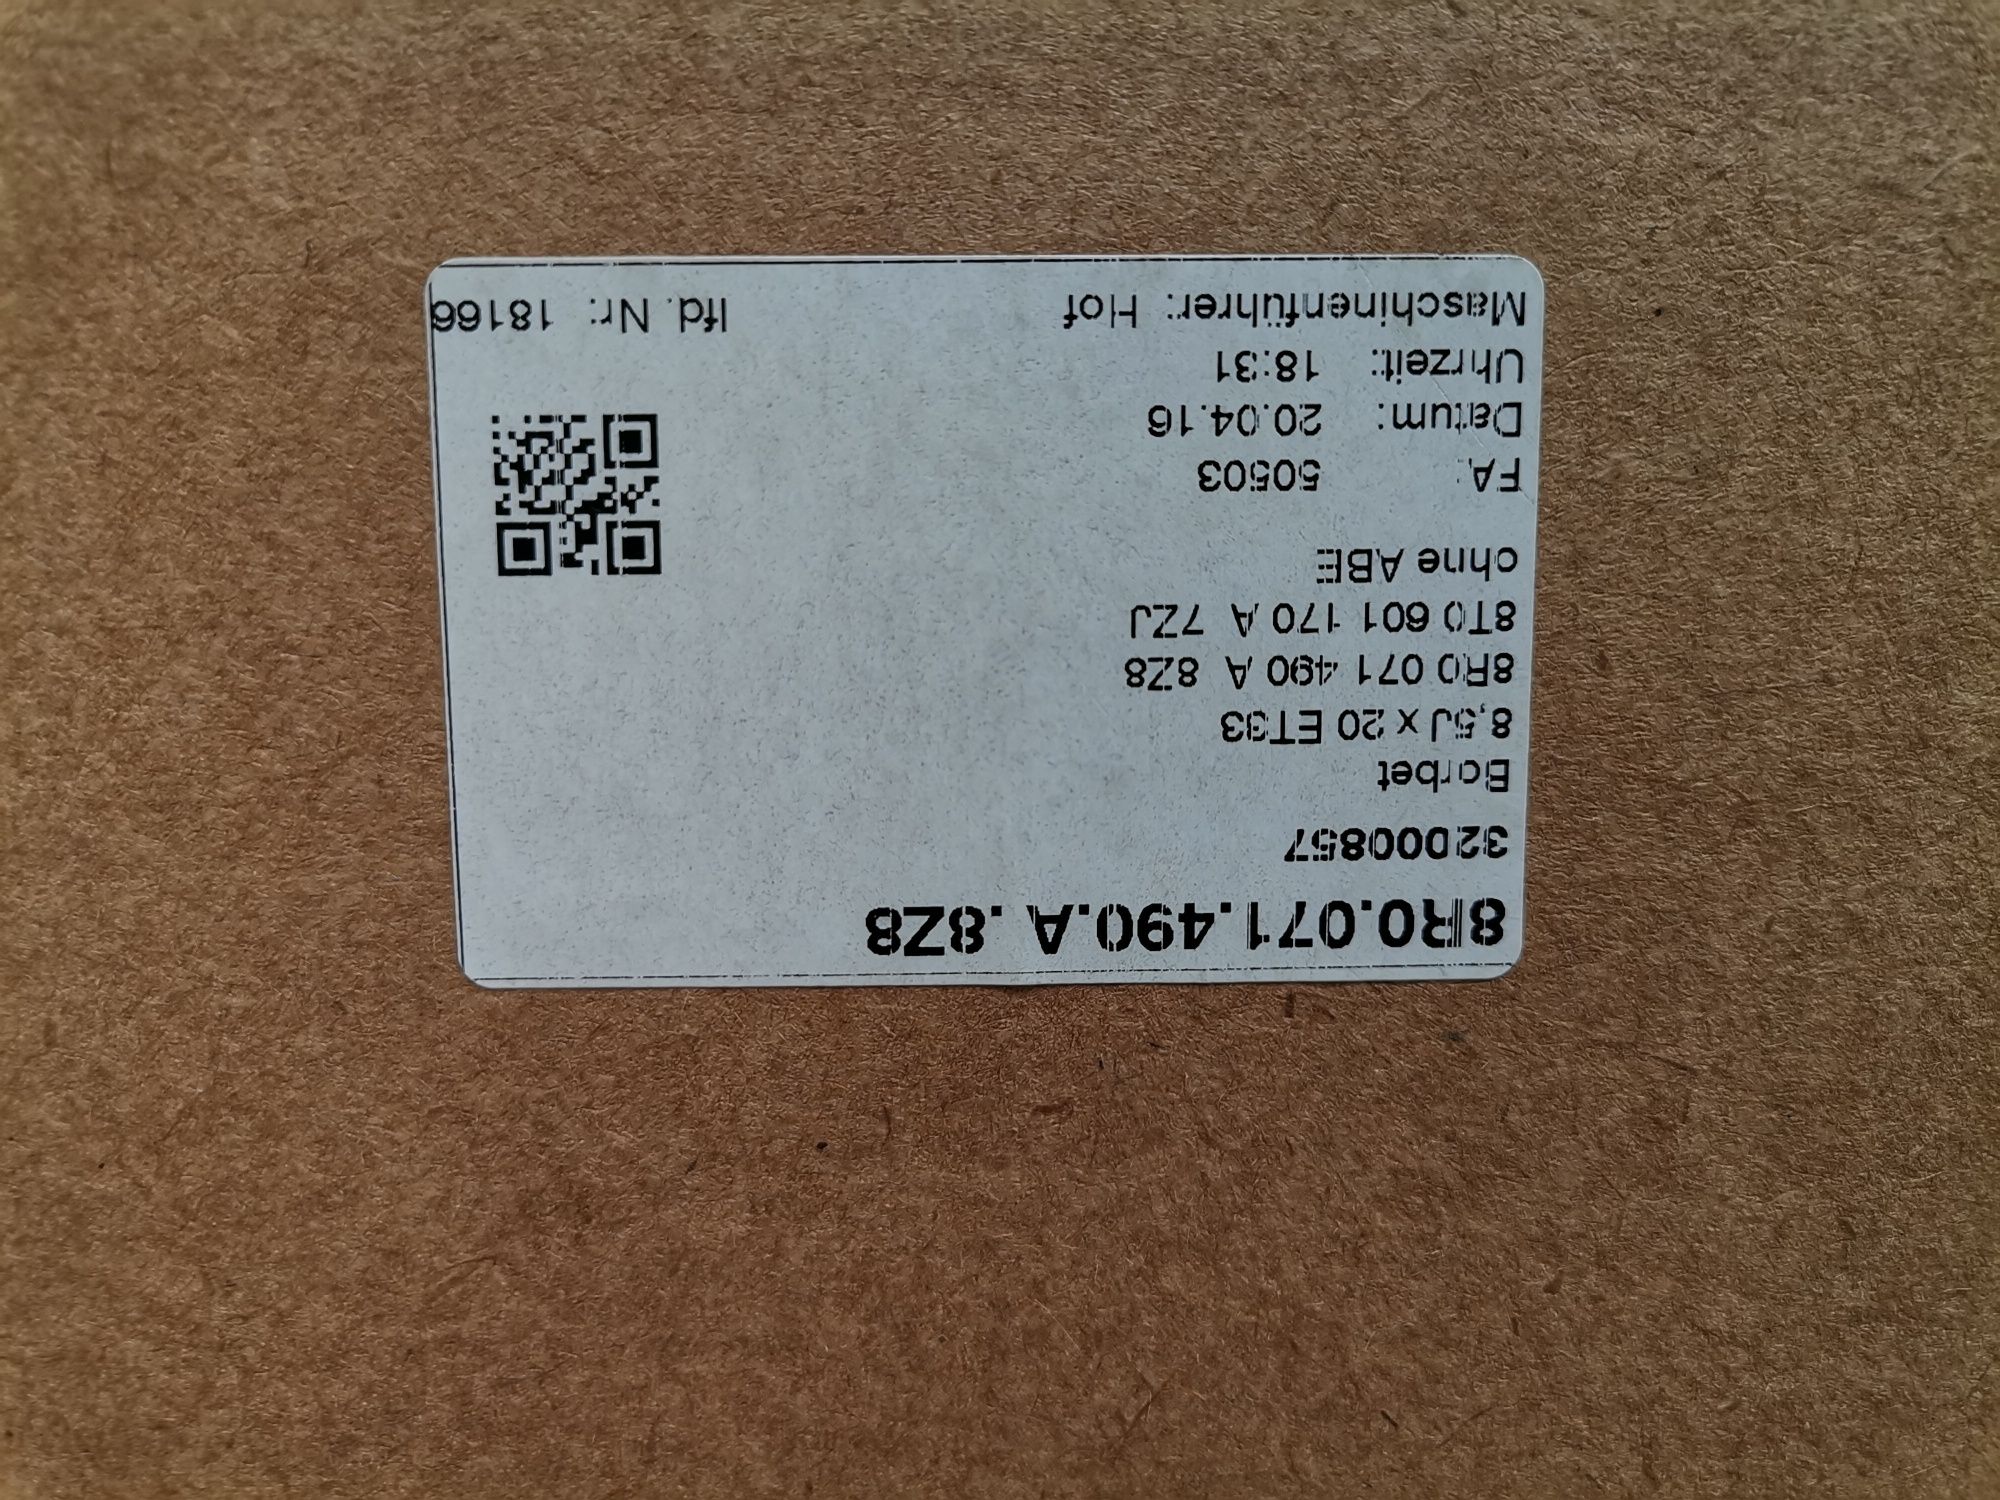 8R0.071.490.A .8Z8
32000857
Borbet
8,5J x 20 ET33
8R0 071 490 A 8Z8
8T0 601 170 A 7ZJ
ohne ABE
FA: 50503
Datum: 20.04.16
Uhrzeit: 18:31
Maschinenführer: Hof lfd. Nr.: 18166